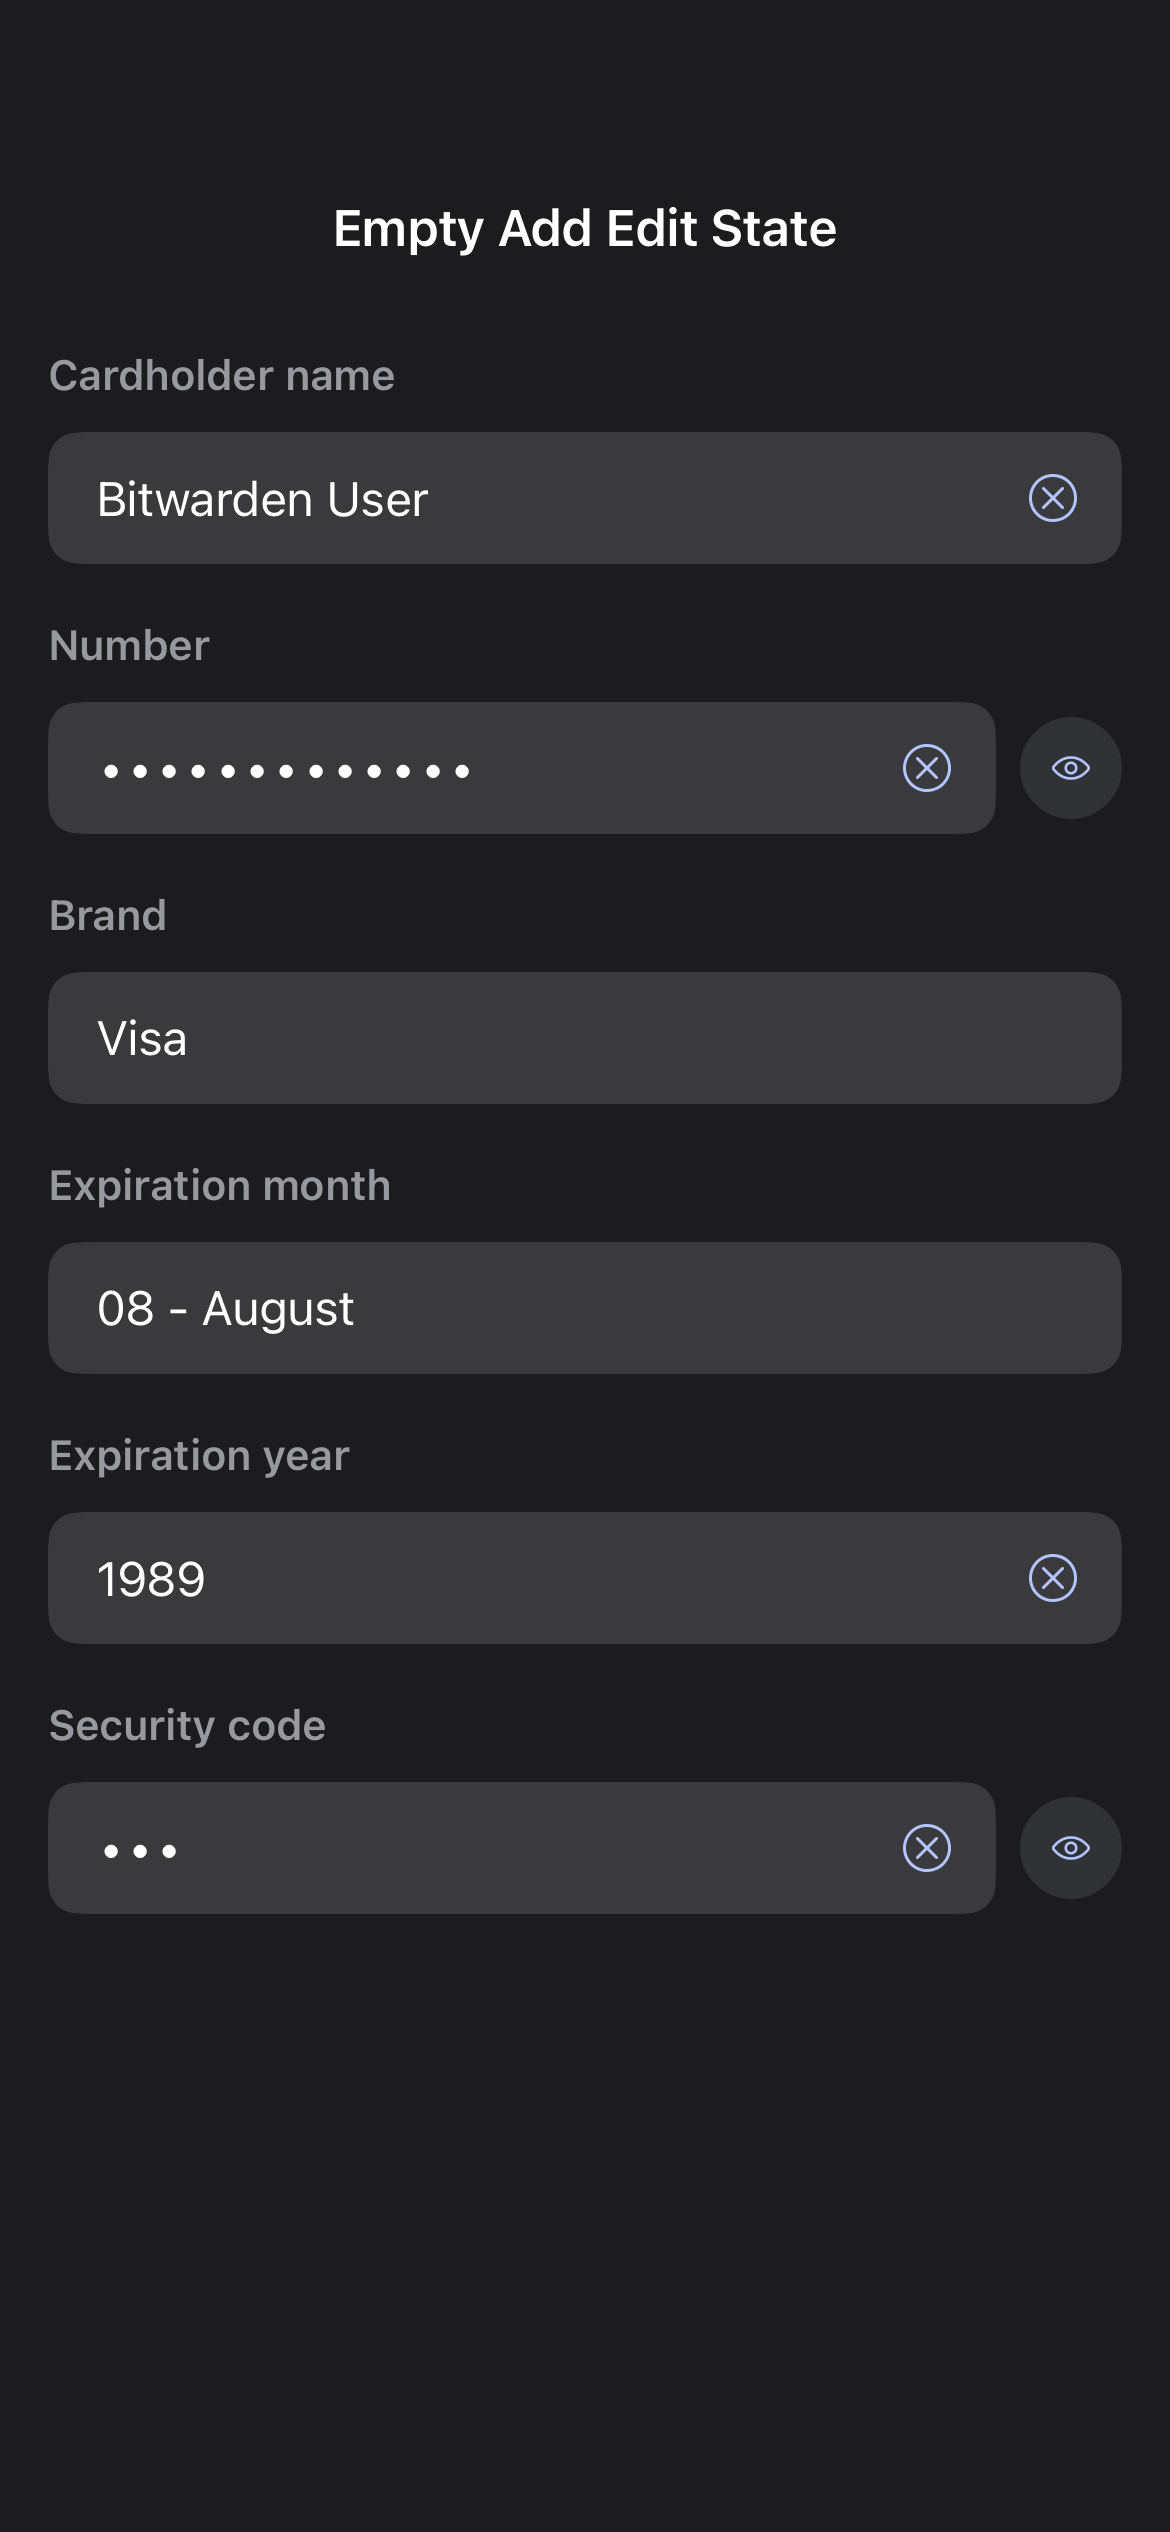 Empty Add Edit State
Cardholder name
Bitwarden User
Number
•••••••••••••
Brand
Visa
Expiration month
08 - August
Expiration year
1989
Security code
•••